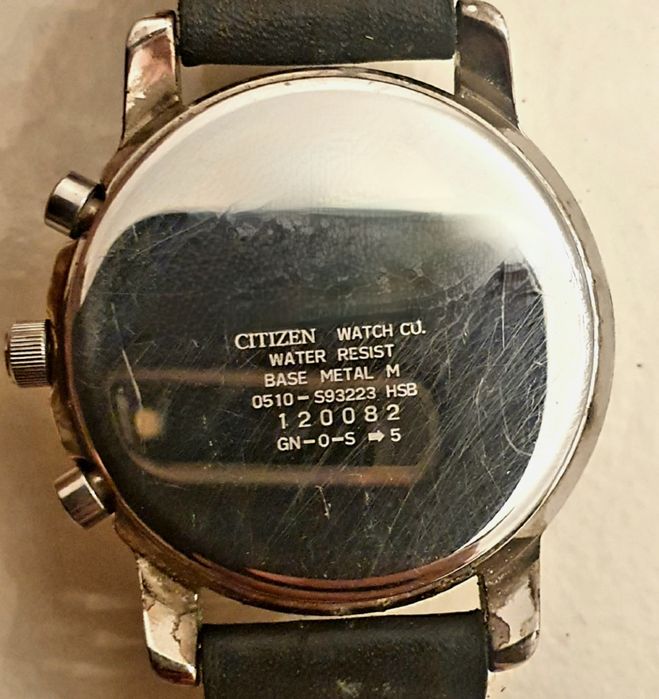 CITIZEN WATCH CO.
WATER RESIST
BASE METAL M
0510-S93223 HSB
120082
GN-0-S ➡ 5